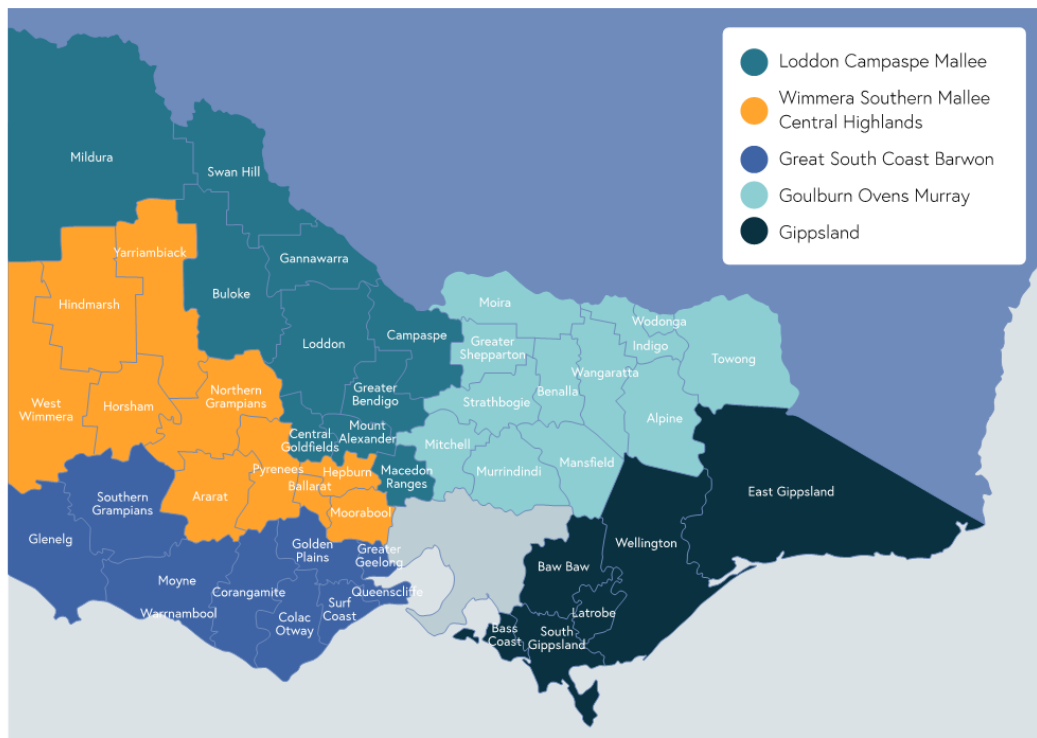 Loddon Campaspe Mallee
Wimmera Southern Mallee
Central Highlands
Great South Coast Barwon
Goulburn Ovens Murray
Gippsland
Mildura
Swan Hill
Yarriambiack
Gannawarra
Hindmarsh
Buloke
Moira
Campaspe
Wodonga
Loddon
Greater
Shepparton
Indigo
Towong
Wangaratta
Northern
Grampians
Greater
Bendigo
Benalla
West
Wimmera
Horsham
Strathbogie
Alpine
Mount
Alexander
Central
Goldfields
Mitchell
Mansfield
Pyrenees
Hepburn
Macedon
Ranges
Murrindindi
Ballarat
East Gippsland
Southern
Grampians
Ararat
Moorabool
Glenelg
Golden
Plains
Greater
Geelong
Wellington
Baw Baw
Moyne
Corangamite
Queenscliffe
Warrnambool
Surf
Coast
Colac
Otway
Latrobe
Bass
Coast
South
Gippsland